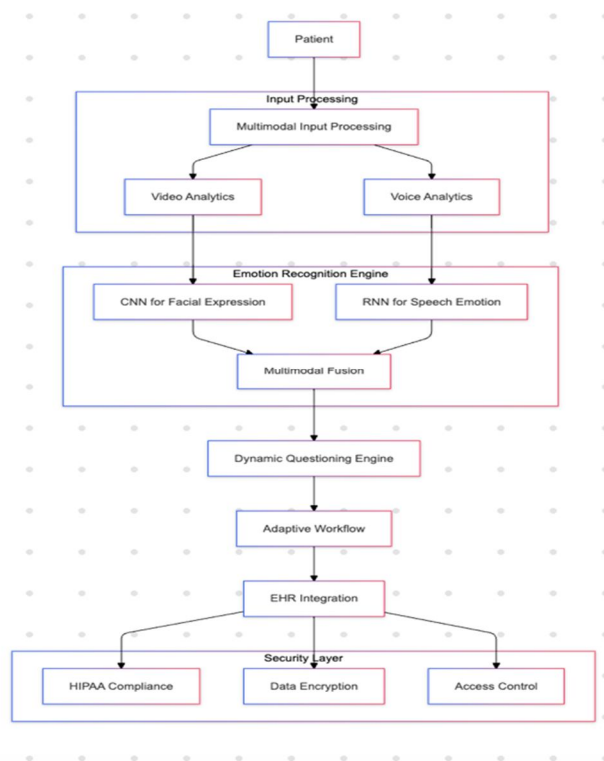 Patient
Input Processing
Multimodal Input Processing
Video Analytics
Voice Analytics
Emotion Recognition Engine
CNN for Facial Expression
RNN for Speech Emotion
Multimodal Fusion
Dynamic Questioning Engine
Adaptive Workflow
EHR Integration
Security Layer
HIPAA Compliance
Data Encryption
Access Control